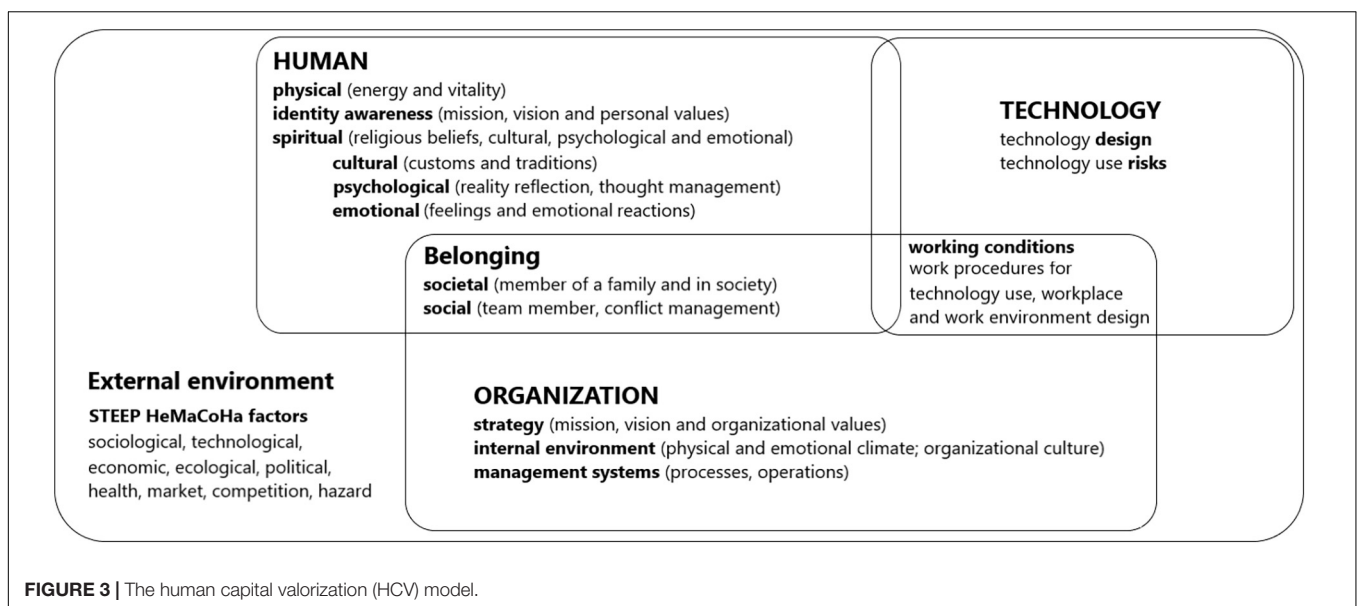 HUMAN
physical (energy and vitality)
identity awareness (mission, vision and personal values)
spiritual (religious beliefs, cultural, psychological and emotional)
cultural (customs and traditions)
psychological (reality reflection, thought management)
emotional (feelings and emotional reactions)
TECHNOLOGY
technology design
technology use risks
Belonging
societal (member of a family and in society)
social (team member, conflict management)
working conditions
work procedures for
technology use, workplace
and work environment design
External environment
STEEP HeMaCoHa factors
sociological, technological,
economic, ecological, political,
health, market, competition, hazard
ORGANIZATION
strategy (mission, vision and organizational values)
internal environment (physical and emotional climate; organizational culture)
management systems (processes, operations)
FIGURE 3 | The human capital valorization (HCV) model.